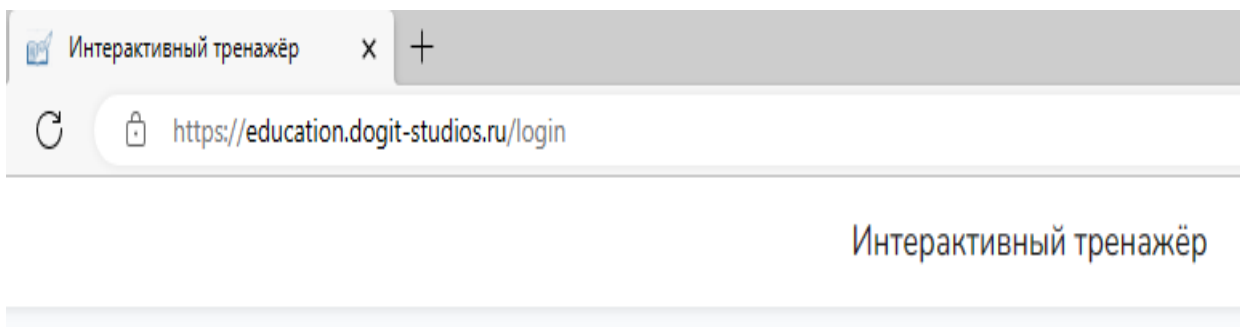 Интерактивный тренажёр
https://education.dogit-studios.ru/login
Интерактивный тренажёр